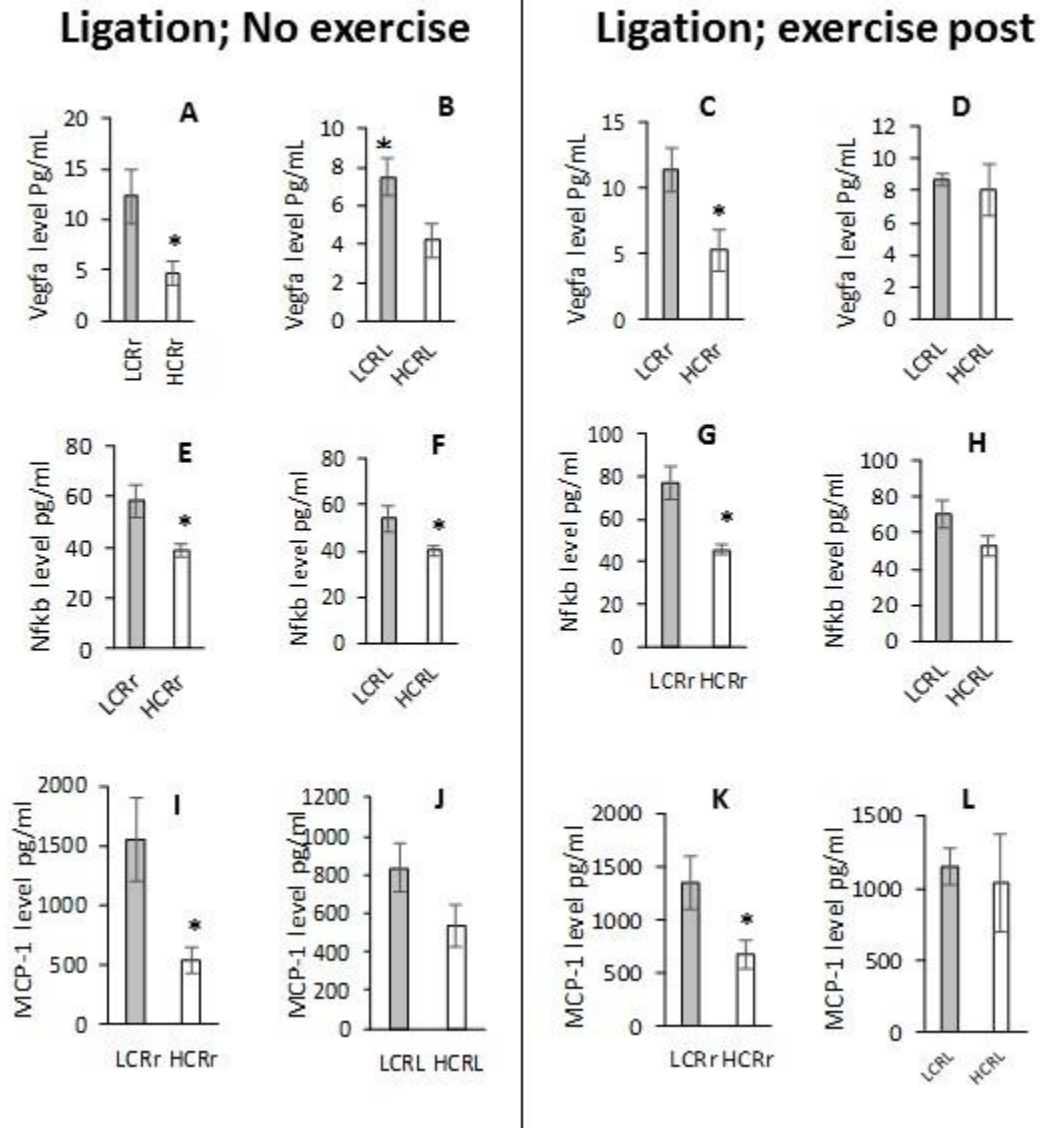 Ligation; No exercise
Ligation; exercise post
A
Vegfa level Pg/mL
20
15
10
5
0
*
LCRr
HCRr
B
Vegfa level Pg/mL
10
8
6
4
2
0
*
LCRL
HCRL
C
Vegfa level Pg/mL
15
10
5
0
*
LCRr
HCRr
D
Vegfa level Pg/mL
12
10
8
6
4
2
0
LCRL
HCRL
E
Nfkb level pg/ml
80
60
40
20
0
*
LCRr
HCRr
F
Nfkb level pg/ml
80
60
40
20
0
*
LCRL
HCRL
G
Nfkb level pg/ml
100
80
60
40
20
0
*
LCRr HCRr
H
Nfkb level pg/ml
100
80
60
40
20
0
LCRL
HCRL
I
MCP-1 level pg/ml
2000
1500
1000
500
0
*
LCRr HCRr
J
MCP-1 level pg/ml
1200
1000
800
600
400
200
0
LCRL HCRL
K
MCP-1 level pg/ml
2000
1500
1000
500
0
*
LCRr HCRr
L
MCP-1 level pg/ml
1500
1000
500
0
LCRL
HCRL